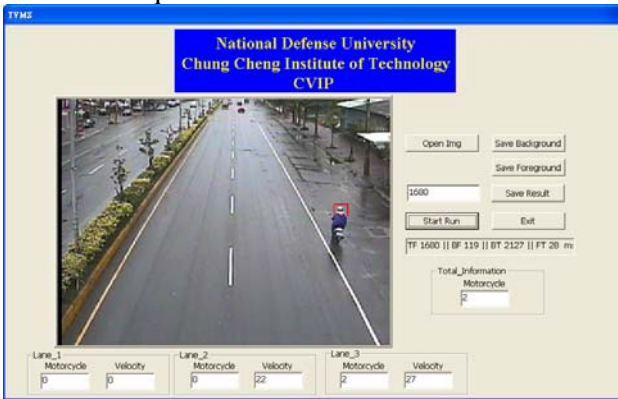 TVMS
National Defense University
Chung Cheng Institute of Technology
CVIP
Open Img
Save Background
Save Foreground
1680
Save Result
Start Run
Exit
TF 1680 || BF 119 || BT 2127 || FT 28 ms
Total_Information
Motorcycle
2
Lane_1
Motorcycle Velocity
0 0
Lane_2
Motorcycle Velocity
0 22
Lane_3
Motorcycle Velocity
2 27